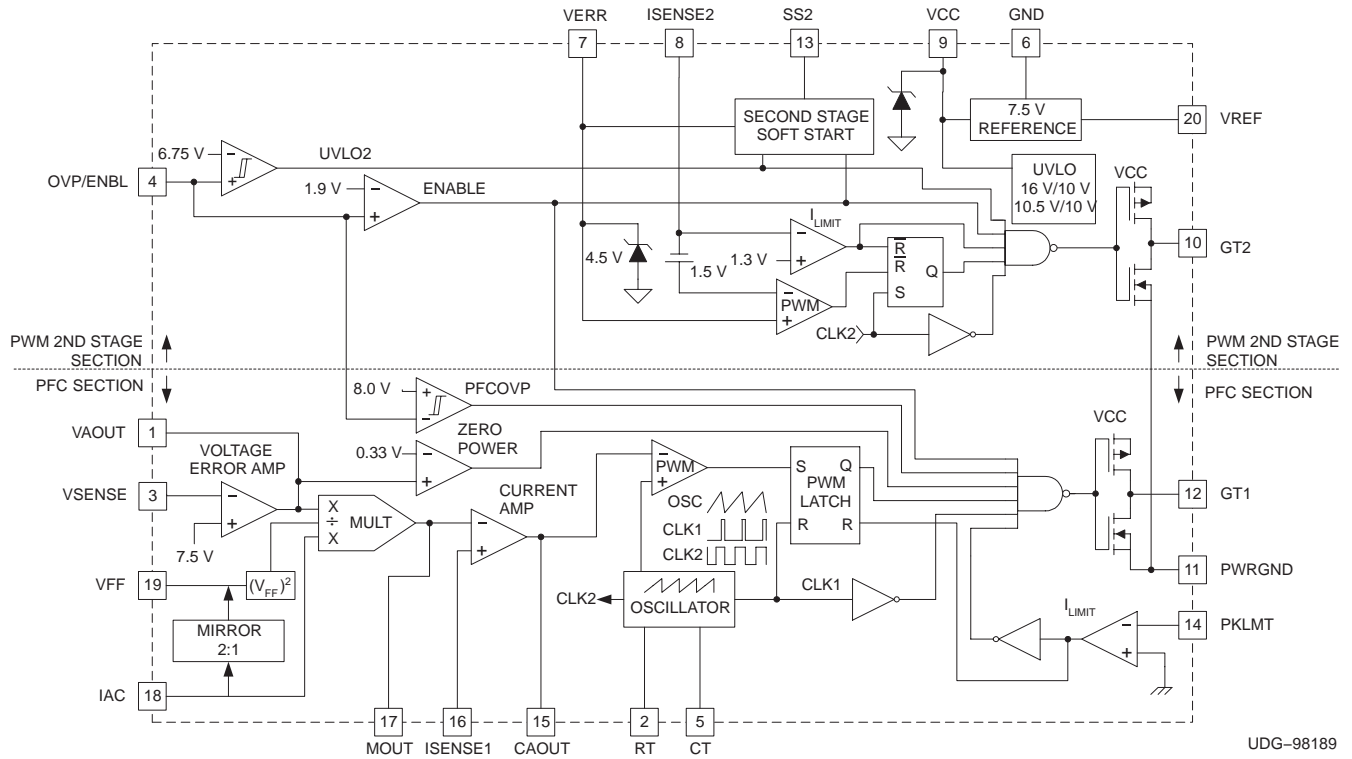 VERR ISENSE2 SS2 VCC GND
7 8 13 9 6
SECOND STAGE
SOFT START
7.5 V
REFERENCE
20 VREF
6.75 V
−
+
UVLO2
OVP/ENBL 4
1.9 V
−
+
ENABLE
UVLO
16 V/10 V
10.5 V/10 V
VCC
10 GT2
4.5 V
1.5 V
I LIMIT
−
+
1.3 V
R
R
Q
S
−
+
PWM
CLK2
PWM 2ND STAGE
SECTION
PWM 2ND STAGE
SECTION
PFC SECTION
PFC SECTION
8.0 V
+
−
PFCOVP
VCC
VAOUT
1
VOLTAGE
ERROR AMP
0.33 V
−
+
ZERO
POWER
VSENSE
3
−
+
7.5 V
X
÷
X
MULT
CURRENT
AMP
−
+
−
+
PWM
OSC
CLK1
CLK2
S Q
PWM
LATCH
R R
12 GT1
VFF
19
(VFF)²
CLK2
OSCILLATOR
CLK1
11 PWRGND
MIRROR
2:1
I LIMIT
−
+
14 PKLMT
IAC 18
17 16 15 2 5
MOUT ISENSE1 CAOUT RT CT
UDG–98189